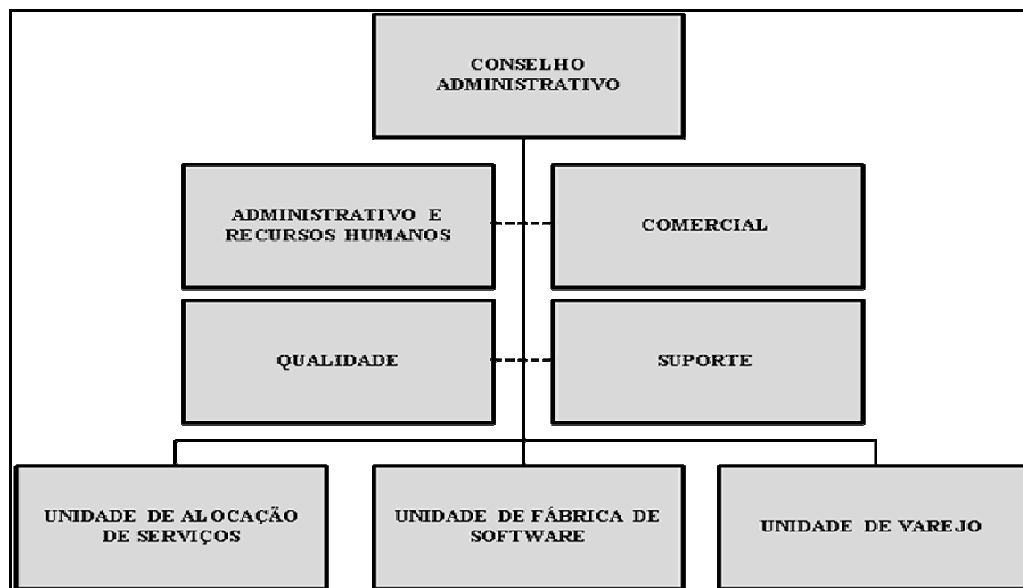 CONSELHO
ADMINISTRATIVO
ADMINISTRATIVO E
RECURSOS HUMANOS
COMERCIAL
QUALIDADE
SUPORTE
UNIDADE DE ALOCAÇÃO
DE SERVIÇOS
UNIDADE DE FÁBRICA DE
SOFTWARE
UNIDADE DE VAREJO